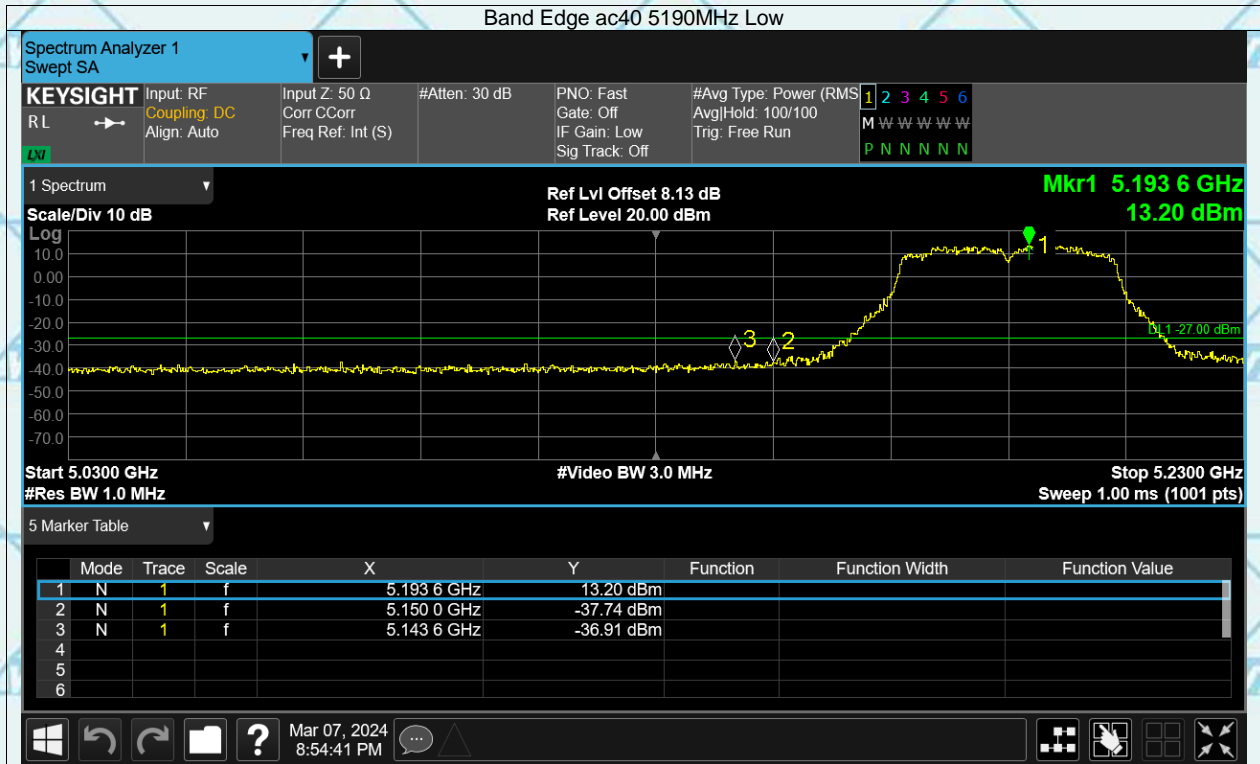 Band Edge ac40 5190MHz Low
Spectrum Analyzer 1
Swept SA
+
KEYSIGHT Input: RF Input Z: 50 Ω #Atten: 30 dB PNO: Fast #Avg Type: Power (RMS 1 2 3 4 5 6
R L Coupling: DC Corr CCorr Gate: Off Avg|Hold: 100/100 M W W W W W
Align: Auto Freq Ref: Int (S) IF Gain: Low Trig: Free Run
LXI Sig Track: Off P N N N N N
1 Spectrum Ref Lvl Offset 8.13 dB Mkr1 5.193 6 GHz
Scale/Div 10 dB Ref Level 20.00 dBm 13.20 dBm
Log
1
10.0
0.00
-10.0
-20.0
DL1 -27.00 dBm
3 2
-30.0
-40.0
-50.0
-60.0
-70.0
Start 5.0300 GHz #Video BW 3.0 MHz Stop 5.2300 GHz
#Res BW 1.0 MHz Sweep 1.00 ms (1001 pts)
5 Marker Table
Mode Trace Scale X Y Function Function Width Function Value
1 N 1 f 5.193 6 GHz 13.20 dBm
2 N 1 f 5.150 0 GHz -37.74 dBm
3 N 1 f 5.143 6 GHz -36.91 dBm
4
5
6
? Mar 07, 2024
8:54:41 PM